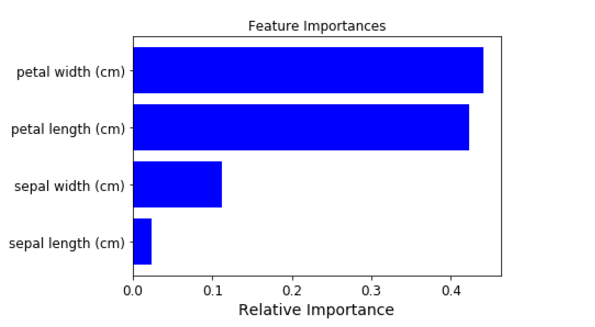 Feature Importances
petal width (cm)
petal length (cm)
sepal width (cm)
sepal length (cm)
0.0 0.1 0.2 0.3 0.4
Relative Importance